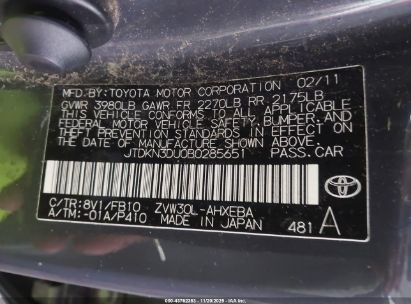 MFD.BY:TOYOTA MOTOR CORPORATION 02/11
GVWR 3980LB GAWR FR 2270LB RR 2175LB
THIS VEHICLE CONFORMS TO ALL APPLICABLE
FEDERAL MOTOR VEHICLE SAFETY, BUMPER, AND
THEFT PREVENTION STANDARDS IN EFFECT ON
THE DATE OF MANUFACTURE SHOWN ABOVE.
JTDKN3DU0B0285651 PASS.CAR
C/TR:8V1/FB10 ZVW30L-AHXEBA
A/TM:-01A/P410 MADE IN JAPAN 481 A
TOYOTA